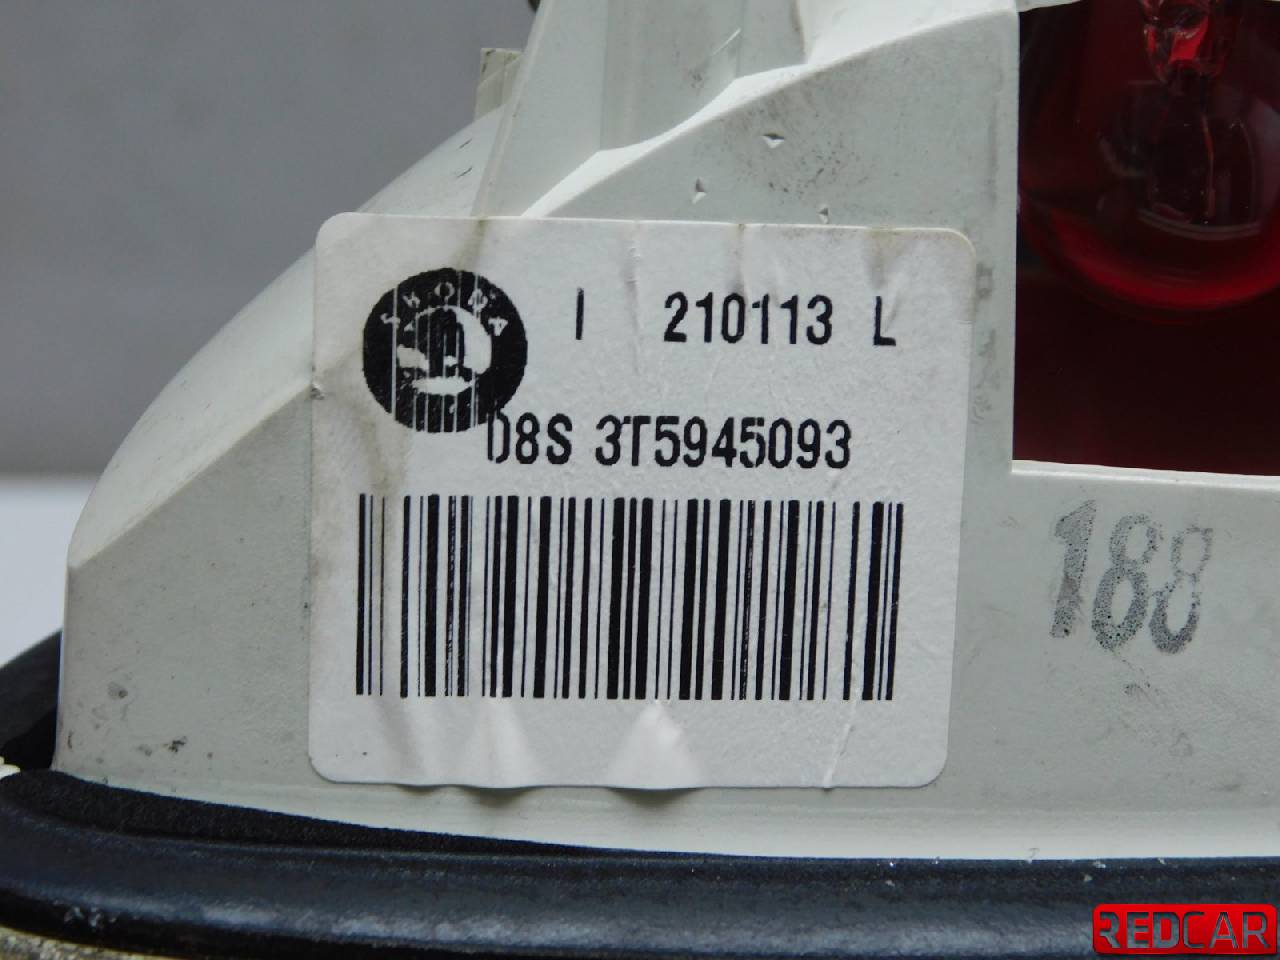 ŠKODA
I 210113 L
D8S 3T5945093
188
REDCAR